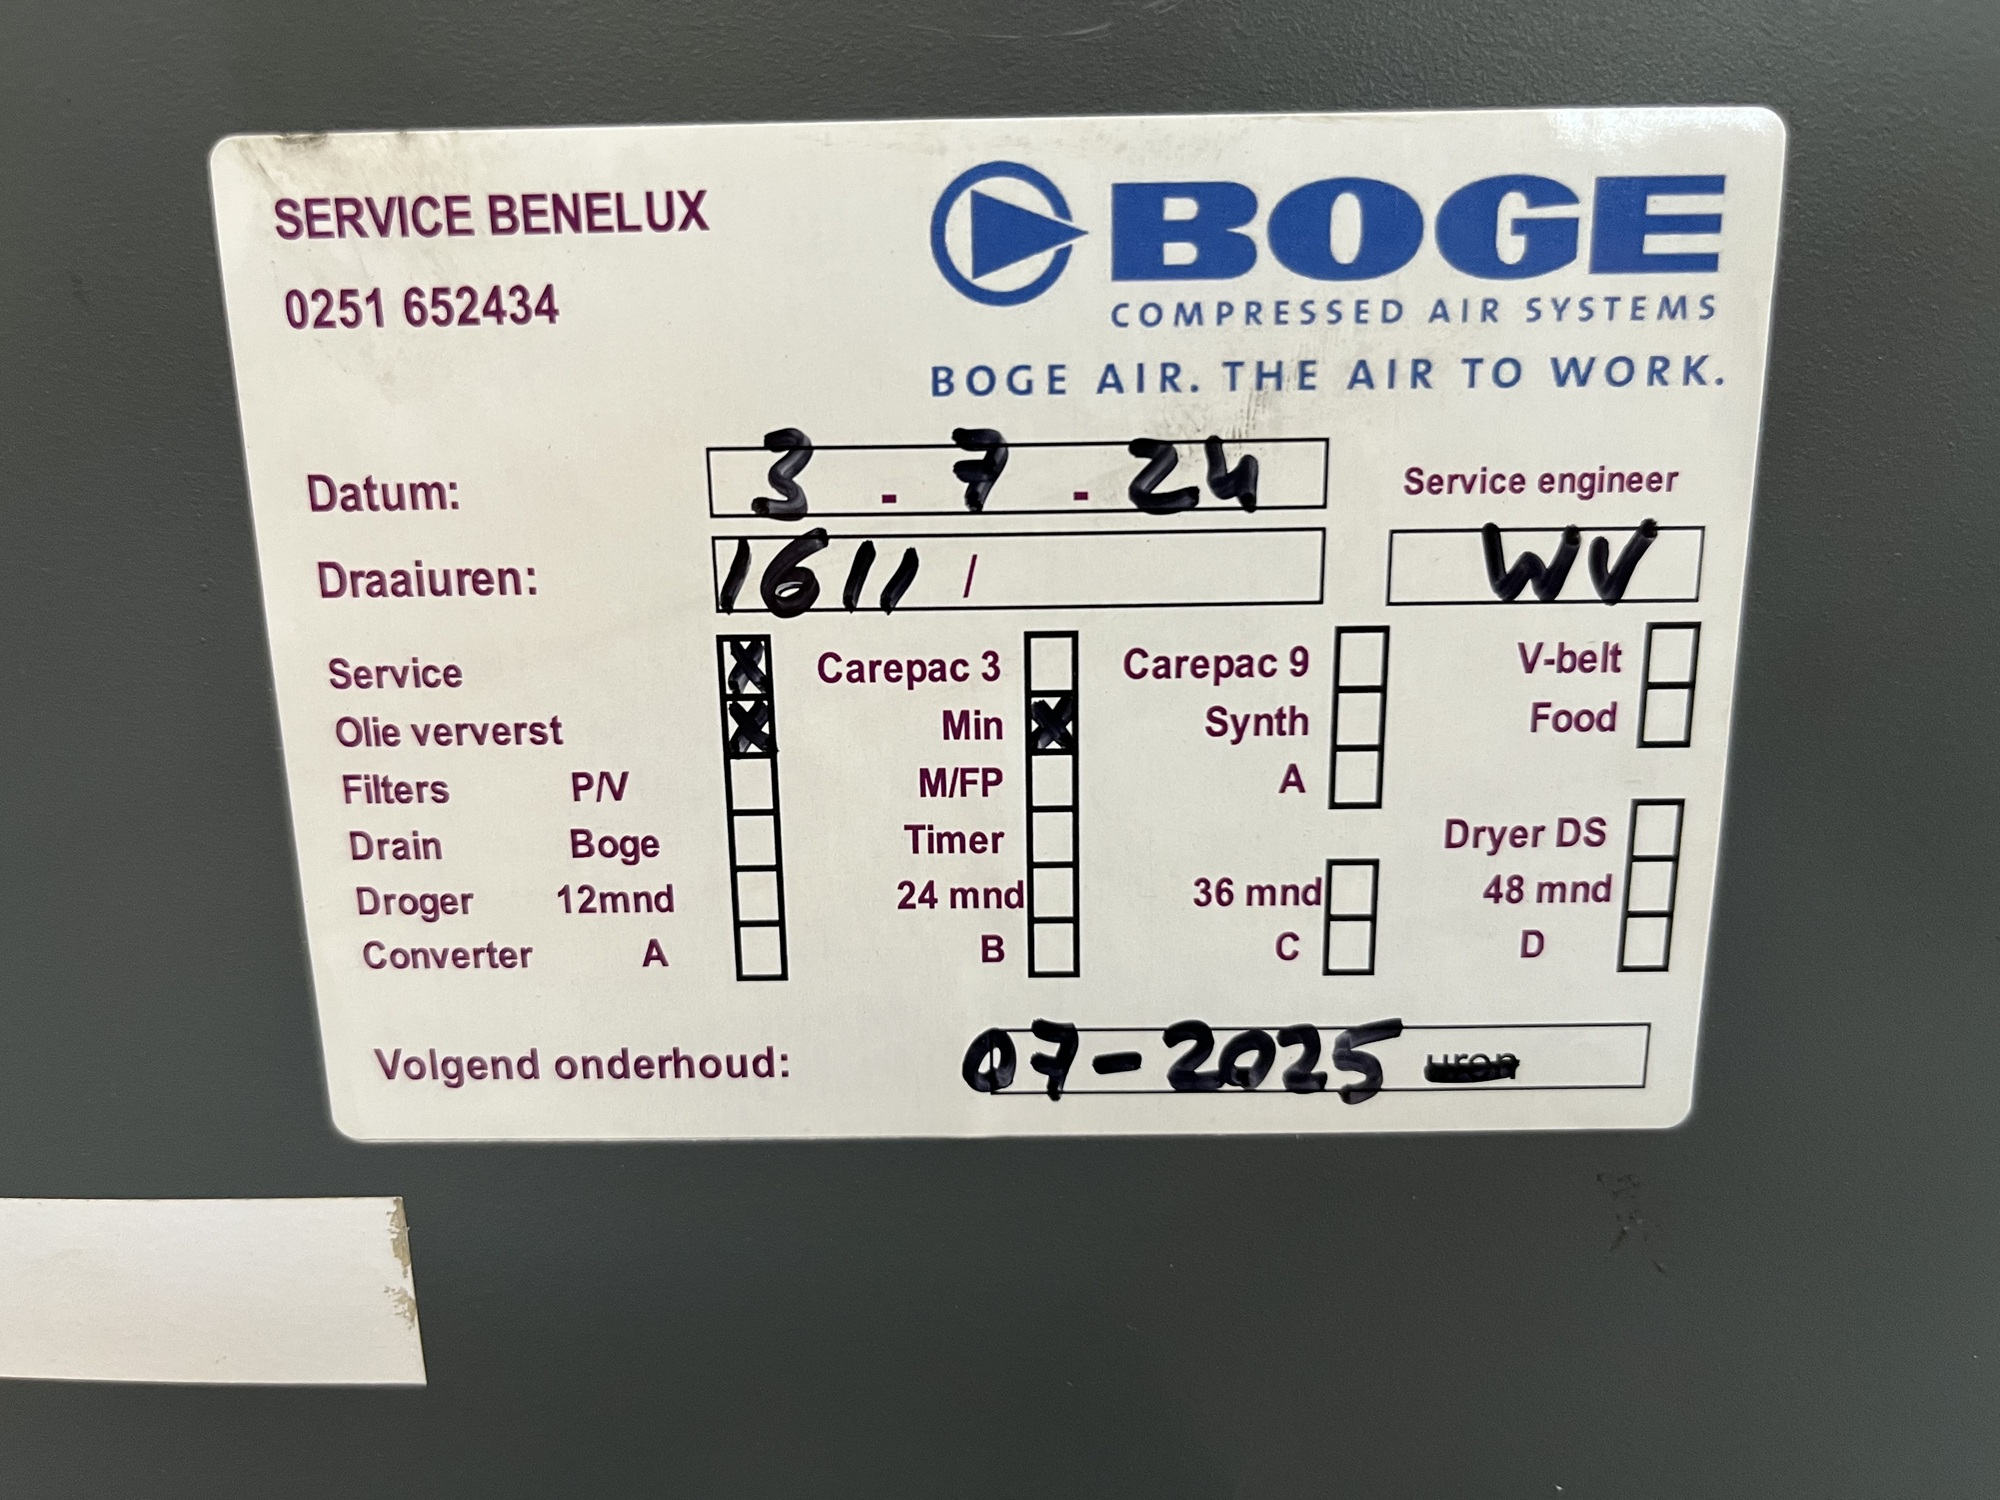 SERVICE BENELUX
0251 652434
BOGE
COMPRESSED AIR SYSTEMS
BOGE AIR. THE AIR TO WORK.
Datum: 3 - 7 - 24
Service engineer
Draaiuren: 1611 / WV
Service Carepac 3 Carepac 9 V-belt
Olie ververst Min Synth Food
Filters P/V M/FP A
Drain Boge Timer Dryer DS
Droger 12mnd 24 mnd 36 mnd 48 mnd
Converter A B C D
Volgend onderhoud: 07-2025 uren